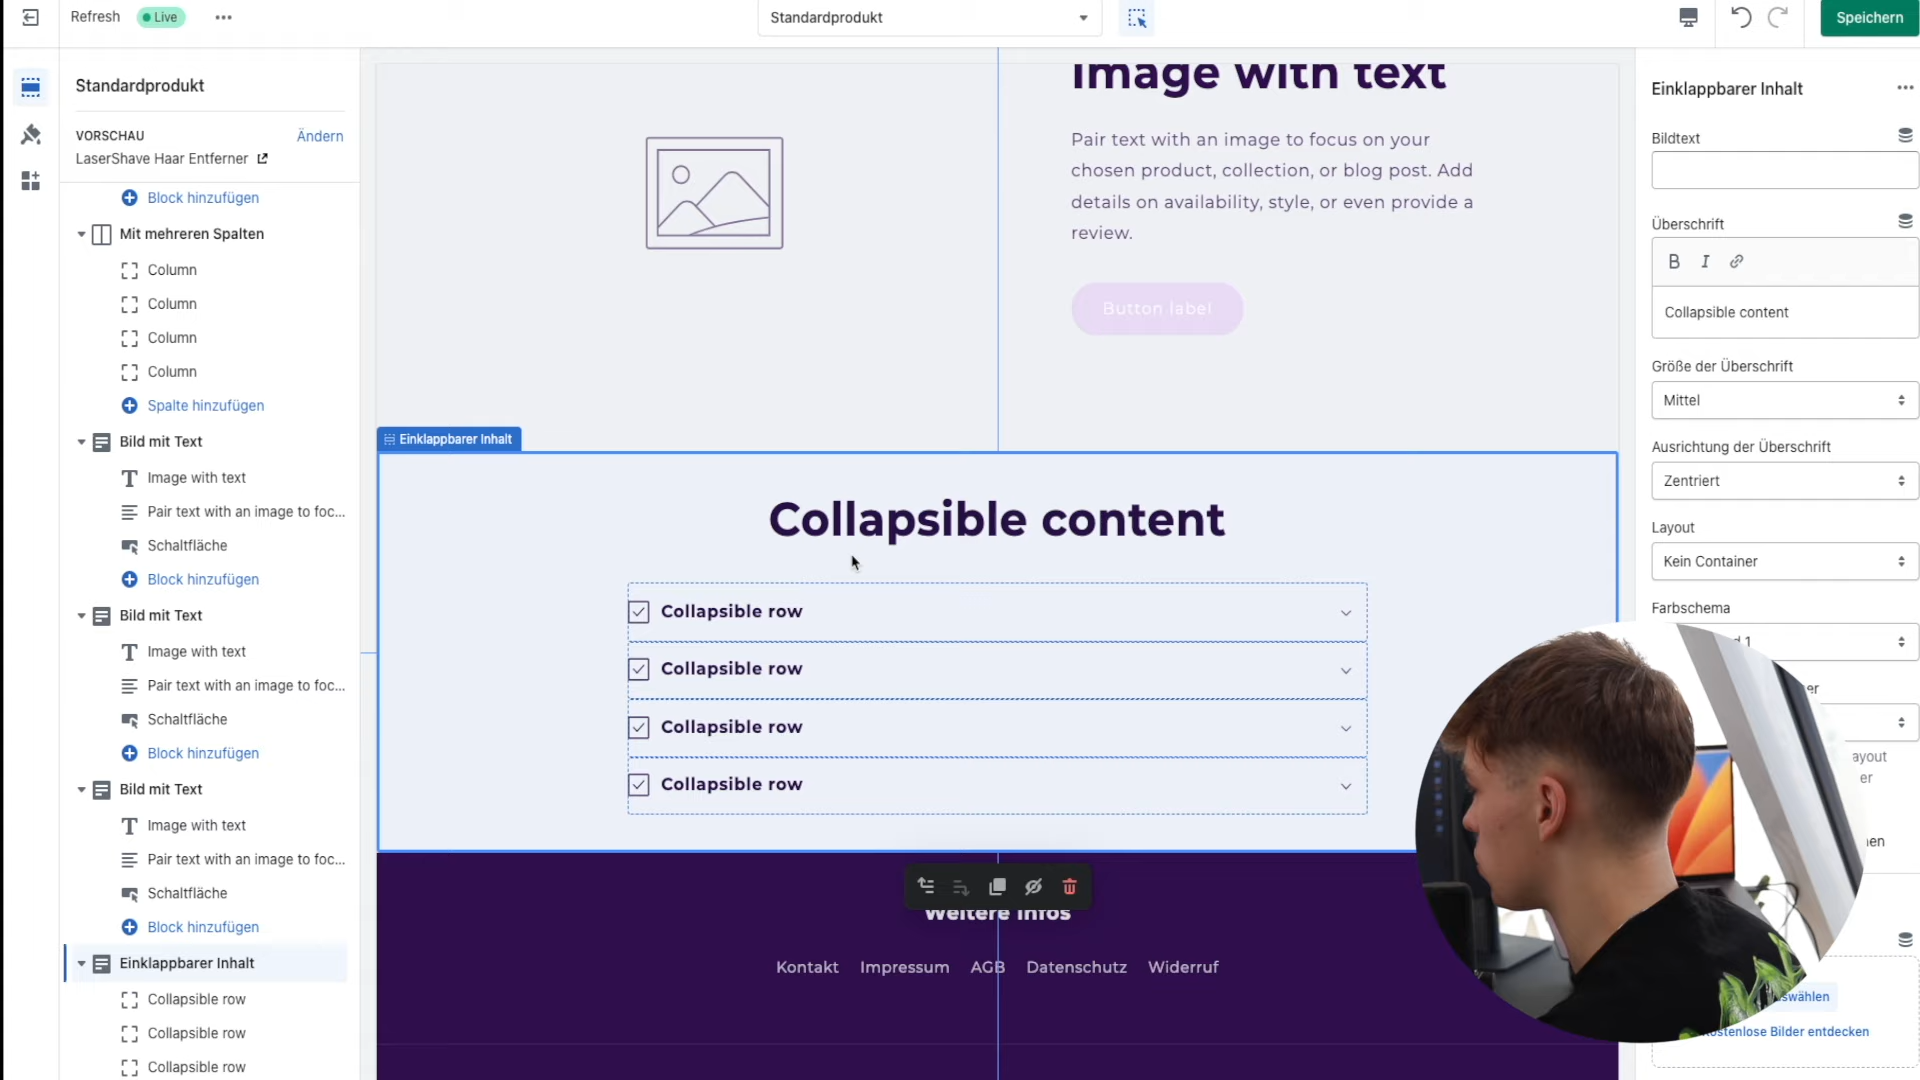 Refresh
Live
Standardprodukt
Speichern
Standardprodukt
VORSCHAU
Ändern
LaserShave Haar Entferner
Block hinzufügen
Mit mehreren Spalten
Column
Column
Column
Column
Spalte hinzufügen
Bild mit Text
Image with text
Pair text with an image to foc...
Schaltfläche
Block hinzufügen
Bild mit Text
Image with text
Pair text with an image to foc...
Schaltfläche
Block hinzufügen
Bild mit Text
Image with text
Pair text with an image to foc...
Schaltfläche
Block hinzufügen
Einklappbarer Inhalt
Collapsible row
Collapsible row
Collapsible row
Image with text
Pair text with an image to focus on your
chosen product, collection, or blog post. Add
details on availability, style, or even provide a
review.
Button label
Einklappbarer Inhalt
Collapsible content
Collapsible row
Collapsible row
Collapsible row
Collapsible row
Weitere Infos
Kontakt Impressum AGB Datenschutz Widerruf
Einklappbarer Inhalt
Bildtext
Überschrift
B I
Collapsible content
Größe der Überschrift
Mittel
Ausrichtung der Überschrift
Zentriert
Layout
Kein Container
Farbschema
1
Bilder entdecken